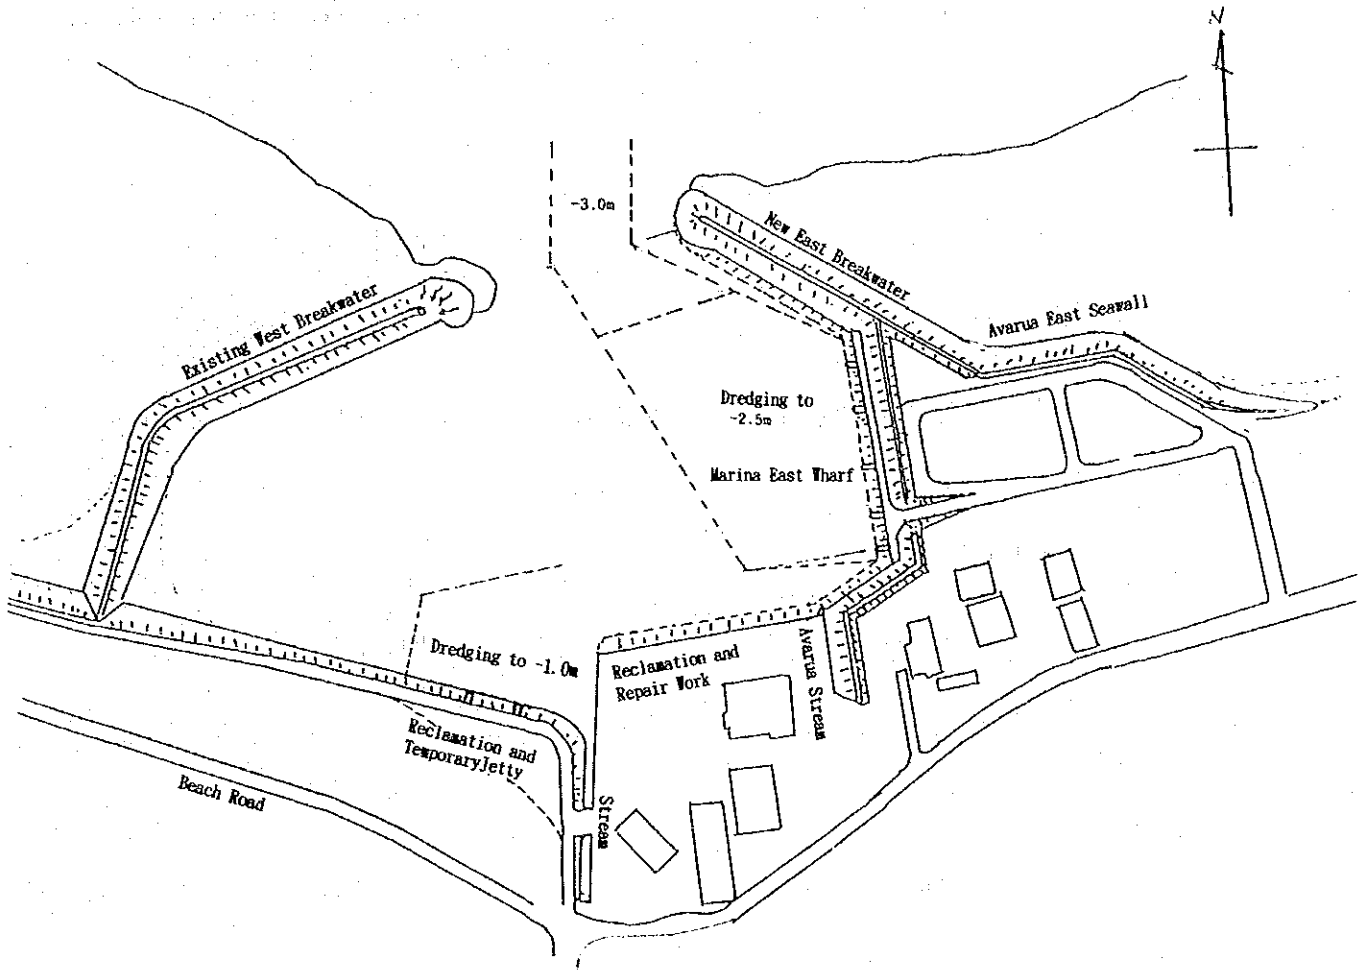 N
-3.0m
New East Breakwater
Existing West Breakwater
Avarua East Seawall
Dredging to
-2.5m
Marina East Wharf
Dredging to -1.0m
Reclamation and
Repair Work
Avarua Stream
Reclamation and
TemporaryJetty
Beach Road
Stream